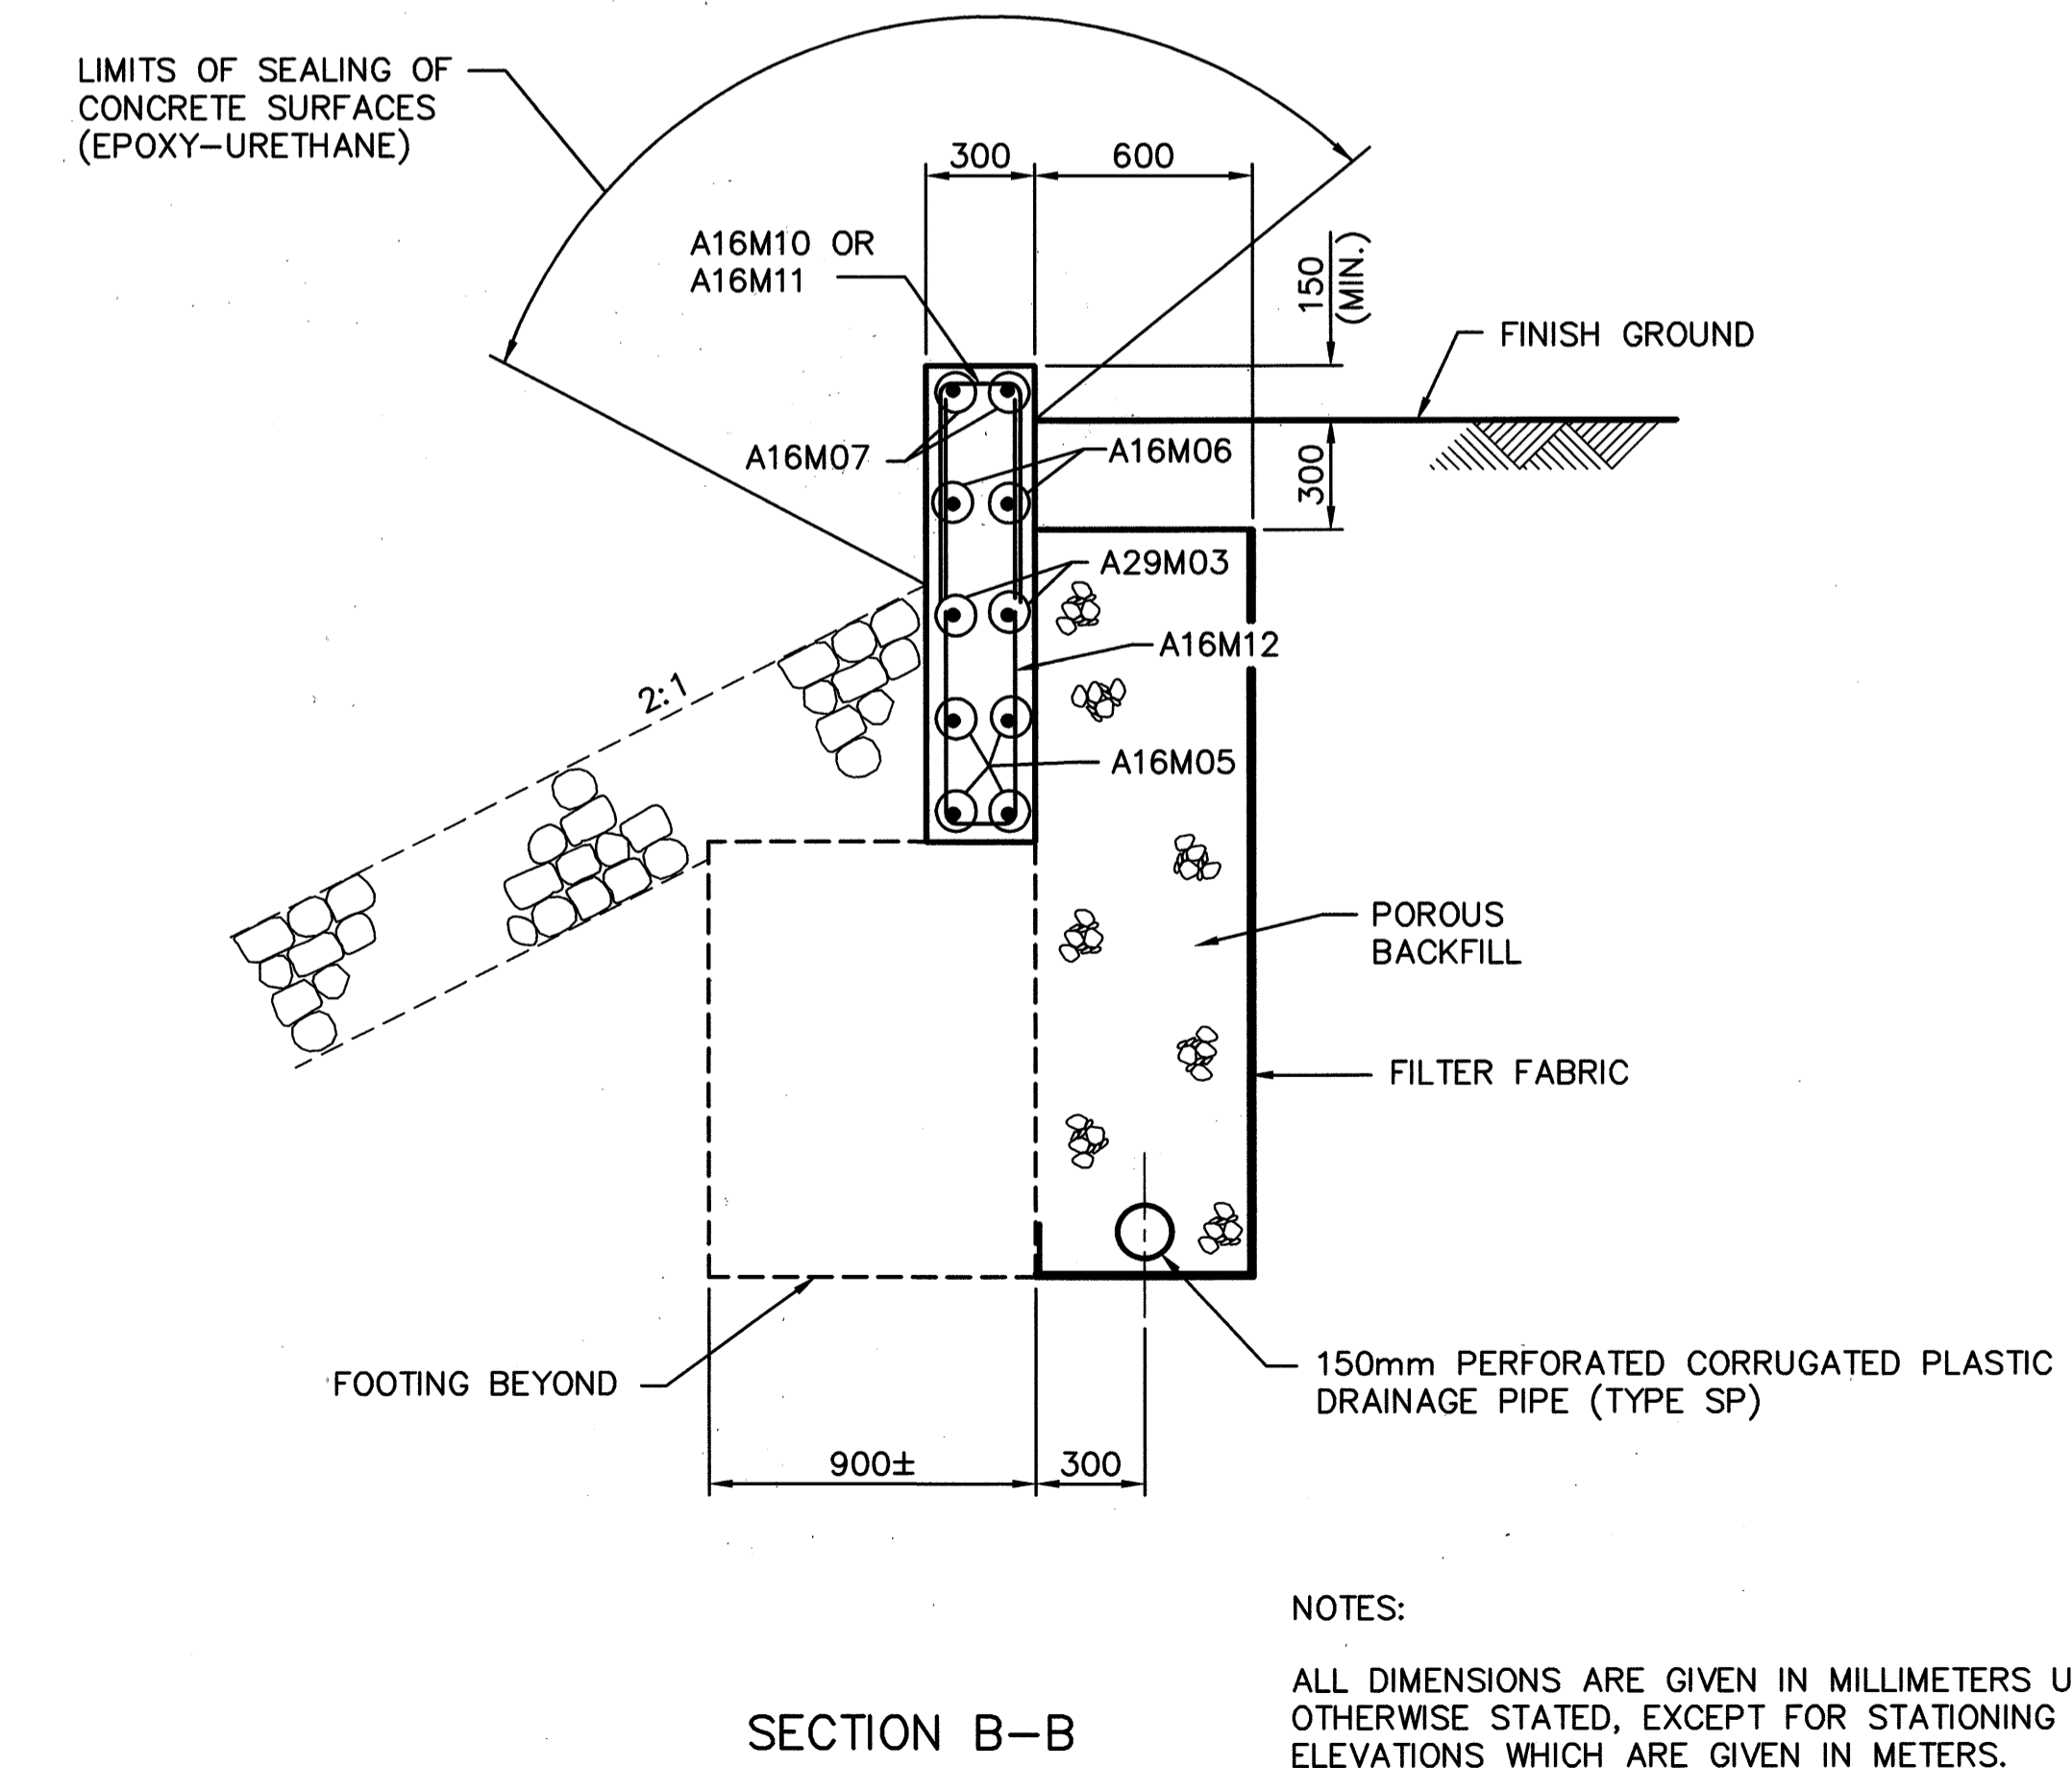 LIMITS OF SEALING OF
CONCRETE SURFACES
(EPOXY-URETHANE)
300
600
A16M10 OR
A16M11
150
(MIN.)
FINISH GROUND
A16M07
A16M06
300
A29M03
A16M12
2:1
A16M05
POROUS
BACKFILL
FILTER FABRIC
FOOTING BEYOND
150mm PERFORATED CORRUGATED PLASTIC
DRAINAGE PIPE (TYPE SP)
900±
300
NOTES:
ALL DIMENSIONS ARE GIVEN IN MILLIMETERS
OTHERWISE STATED, EXCEPT FOR STATIONING
ELEVATIONS WHICH ARE GIVEN IN METERS.
SECTION B-B